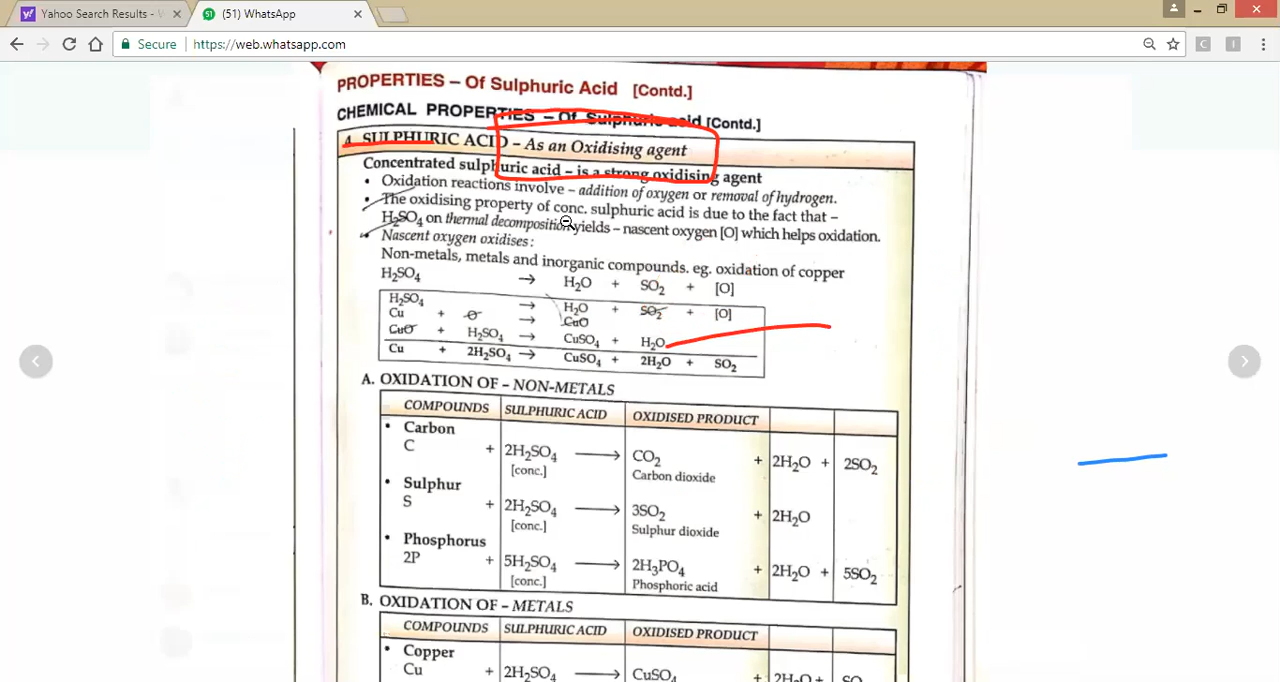 Yahoo Search Results - W
(51) WhatsApp
Secure https://web.whatsapp.com
PROPERTIES – Of Sulphuric Acid [Contd.]
CHEMICAL PROPERTIES – Of Sulphuric acid [Contd.]
4. SULPHURIC ACID – As an Oxidising agent
Concentrated sulphuric acid – is a strong oxidising agent
• Oxidation reactions involve – addition of oxygen or removal of hydrogen.
• The oxidising property of conc. sulphuric acid is due to the fact that –
H₂SO₄ on thermal decomposition yields – nascent oxygen [O] which helps oxidation.
• Nascent oxygen oxidises :
Non-metals, metals and inorganic compounds. eg. oxidation of copper
H₂SO₄ → H₂O + SO₂ + [O]
H₂SO₄ → H₂O + SO₂ + [O]
Cu + O → CuO
CuO + H₂SO₄ → CuSO₄ + H₂O
Cu + 2H₂SO₄ → CuSO₄ + 2H₂O + SO₂
A. OXIDATION OF – NON-METALS
COMPOUNDS SULPHURIC ACID OXIDISED PRODUCT
• Carbon
C + 2H₂SO₄ → CO₂ + 2H₂O + 2SO₂
[conc.] Carbon dioxide
• Sulphur
S + 2H₂SO₄ → 3SO₂ + 2H₂O
[conc.] Sulphur dioxide
• Phosphorus
2P + 5H₂SO₄ → 2H₃PO₄ + 2H₂O + 5SO₂
[conc.] Phosphoric acid
B. OXIDATION OF – METALS
COMPOUNDS SULPHURIC ACID OXIDISED PRODUCT
• Copper
Cu + 2H₂SO₄ → CuSO₄ + 2H₂O + SO₂